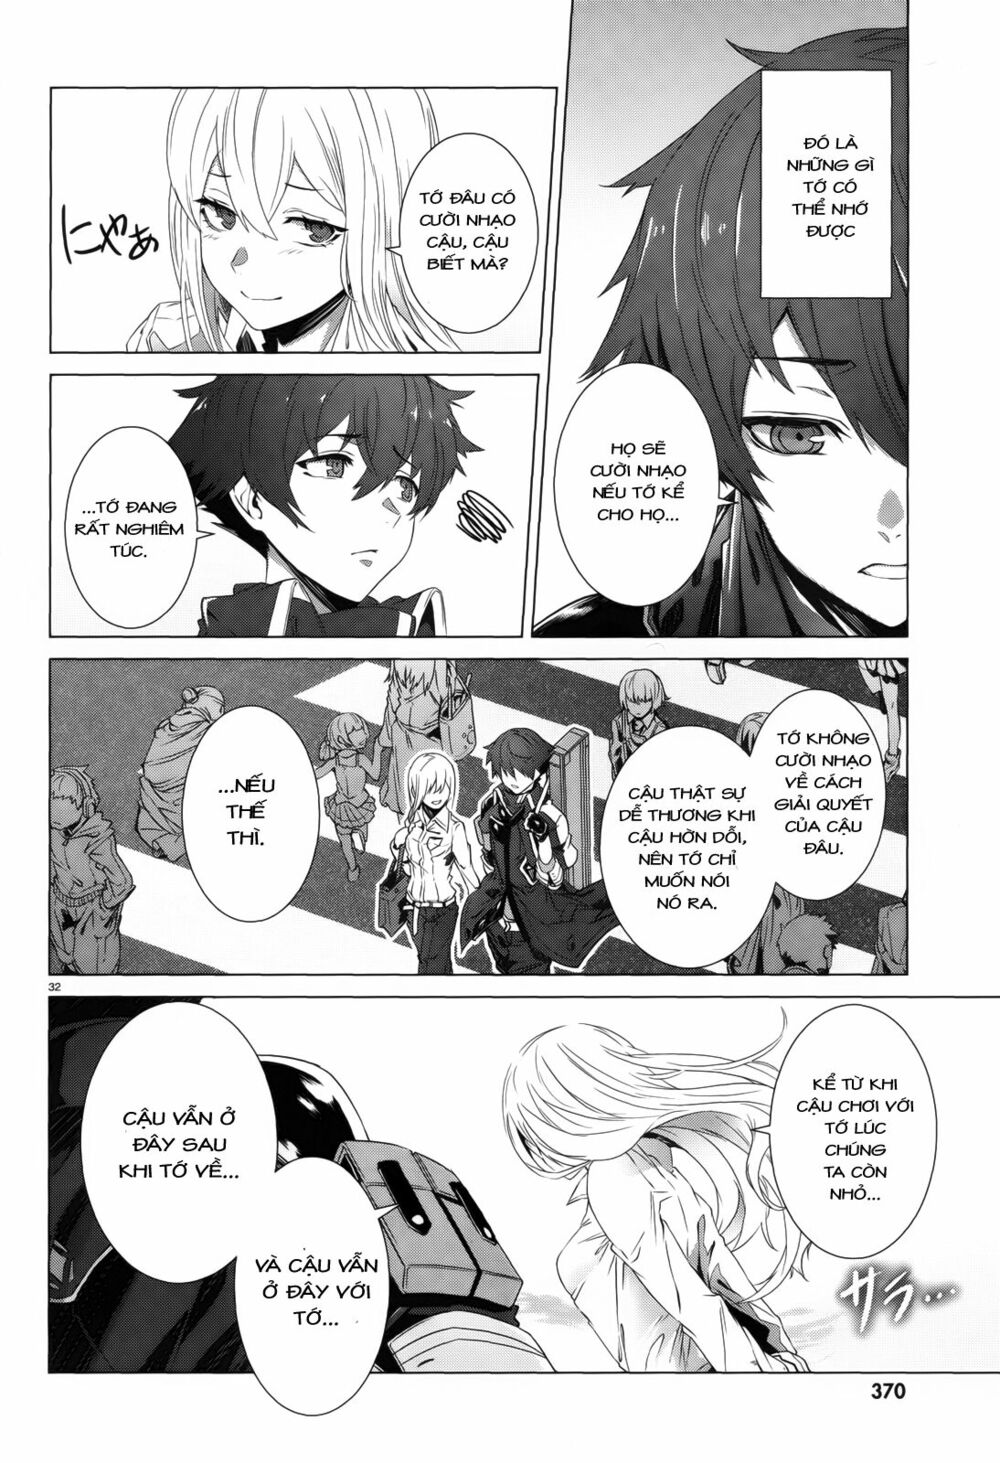 ĐÓ LÀ
NHỮNG GÌ
TỚ CÓ
THỂ NHỚ
ĐƯỢC
HỌ SẼ
CƯỜI NHẠO
NẾU TỚ KỂ
CHO HỌ...
TỚ ĐÂU CÓ
CƯỜI NHẠO
CẬU, CẬU
BIẾT MÀ?
にゃあ
...TỚ ĐANG
RẤT NGHIÊM
TÚC.
TỚ KHÔNG
CƯỜI NHẠO
VỀ CÁCH
GIẢI QUYẾT
CỦA CẬU
ĐÂU.
CẬU THẬT SỰ
DỄ THƯƠNG KHI
CẬU HỜN DỖI,
NÊN TỚ CHỈ
MUỐN NÓI
NÓ RA.
...NẾU
THẾ
THÌ.
32
KỂ TỪ KHI
CẬU CHƠI VỚI
TỚ LÚC
CHÚNG
TA CÒN
NHỎ...
サラ...
CẬU VẪN Ở
ĐÂY SAU
KHI TỚ VỀ...
VÀ CẬU VẪN
Ở ĐÂY VỚI
TỚ...
370